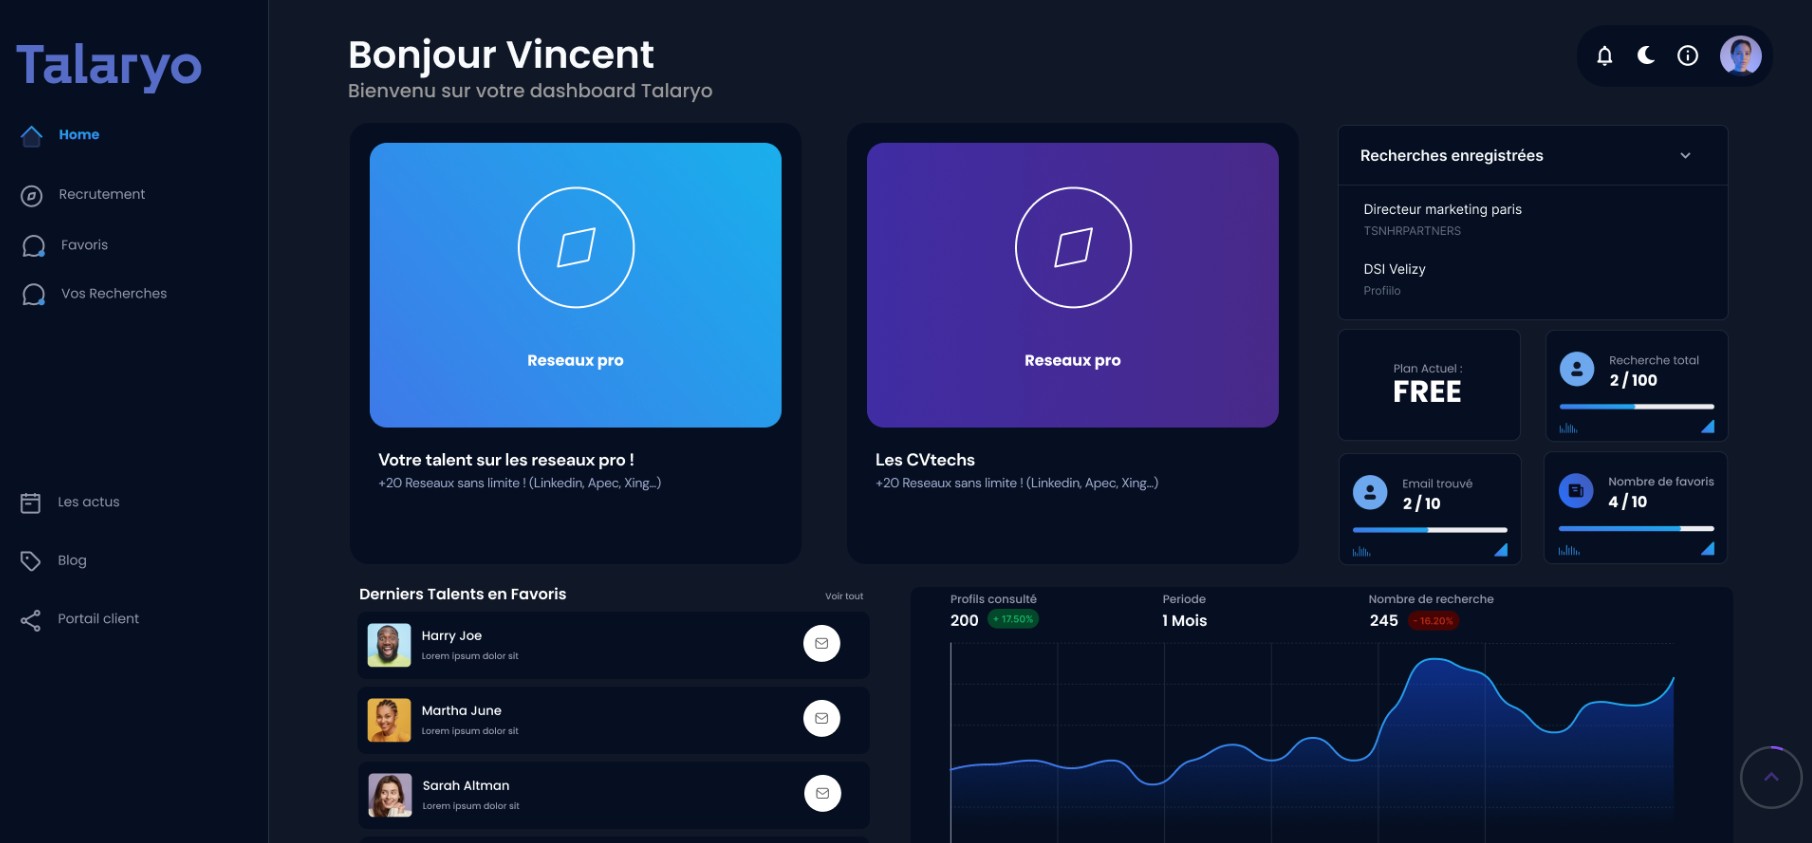 Talaryo
Home
Recrutement
Favoris
Vos Recherches
Les actus
Blog
Portail client
Bonjour Vincent
Bienvenu sur votre dashboard Talaryo
Reseaux pro
Votre talent sur les reseaux pro !
+20 Reseaux sans limite ! (Linkedin, Apec, Xing...)
Reseaux pro
Les CVtechs
+20 Reseaux sans limite ! (Linkedin, Apec, Xing...)
Recherches enregistrées
Directeur marketing paris
TSNHRPARTNERS
DSI Velizy
Profiilo
Plan Actuel :
FREE
Recherche total
2 / 100
Email trouvé
2 / 10
Nombre de favoris
4 / 10
Derniers Talents en Favoris
Voir tout
Harry Joe
Lorem ipsum dolor sit
Martha June
Lorem ipsum dolor sit
Sarah Altman
Lorem ipsum dolor sit
Profils consulté
200 + 17.50%
Periode
1 Mois
Nombre de recherche
245 - 16.20%